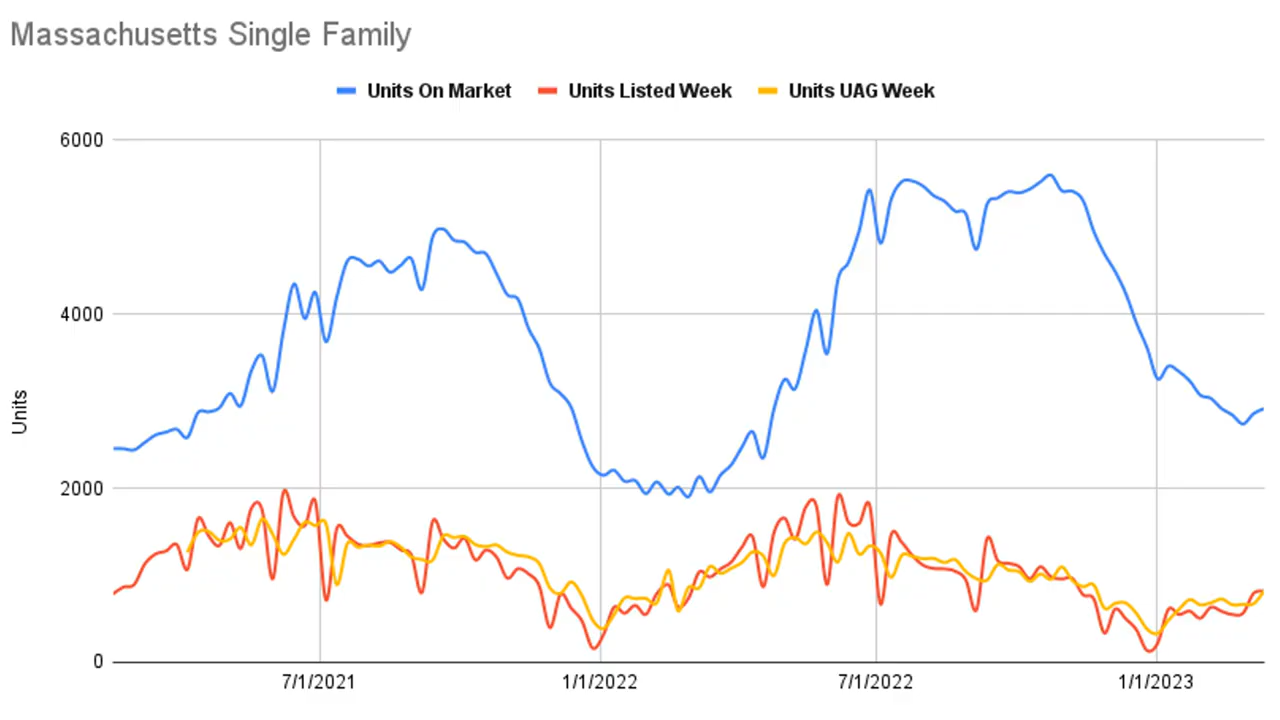 Massachusetts Single Family
Units On Market Units Listed Week Units UAG Week
6000
4000
Units
2000
0
7/1/2021 1/1/2022 7/1/2022 1/1/2023